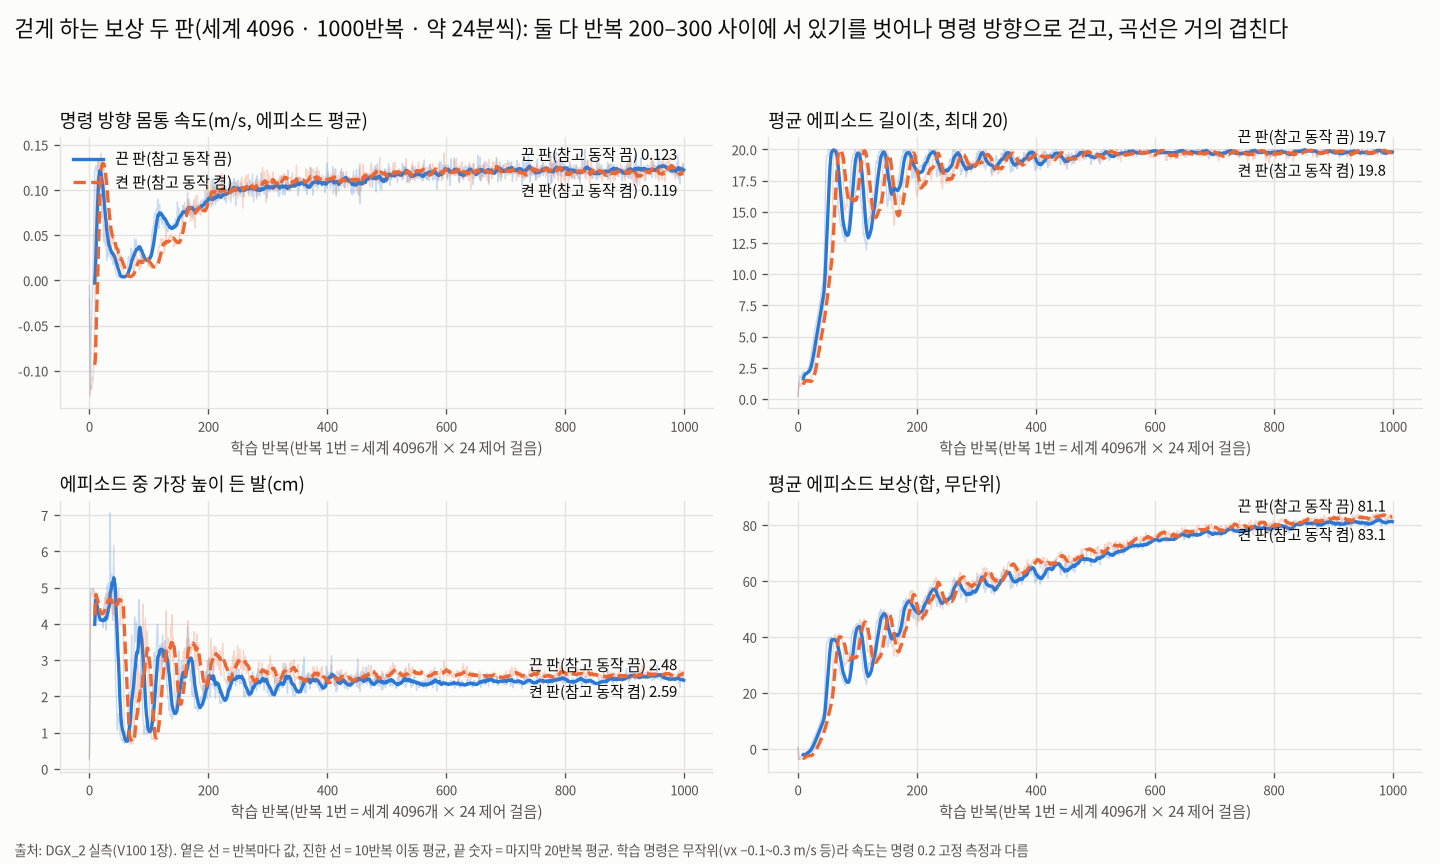 걷게 하는 보상 두 판(세계 4096 · 1000반복 · 약 24분씩): 둘 다 반복 200–300 사이에 서 있기를 벗어나 명령 방향으로 걷고, 곡선은 거의 겹친다
명령 방향 몸통 속도(m/s, 에피소드 평균)
0.15
0.10
0.05
0.00
-0.05
-0.10
끈 판(참고 동작 끔)
켠 판(참고 동작 켬)
끈 판(참고 동작 끔) 0.123
켠 판(참고 동작 켬) 0.119
0 200 400 600 800 1000
학습 반복(반복 1번 = 세계 4096개 × 24 제어 걸음)
평균 에피소드 길이(초, 최대 20)
20.0
17.5
15.0
12.5
10.0
7.5
5.0
2.5
0.0
끈 판(참고 동작 끔) 19.7
켠 판(참고 동작 켬) 19.8
0 200 400 600 800 1000
학습 반복(반복 1번 = 세계 4096개 × 24 제어 걸음)
에피소드 중 가장 높이 든 발(cm)
7
6
5
4
3
2
1
0
끈 판(참고 동작 끔) 2.48
켠 판(참고 동작 켬) 2.59
0 200 400 600 800 1000
학습 반복(반복 1번 = 세계 4096개 × 24 제어 걸음)
평균 에피소드 보상(합, 무단위)
80
60
40
20
0
끈 판(참고 동작 끔) 81.1
켠 판(참고 동작 켬) 83.1
0 200 400 600 800 1000
학습 반복(반복 1번 = 세계 4096개 × 24 제어 걸음)
출처: DGX_2 실측(V100 1장). 옅은 선 = 반복마다 값, 진한 선 = 10반복 이동 평균, 끝 숫자 = 마지막 20반복 평균. 학습 명령은 무작위(vx −0.1~0.3 m/s 등)라 속도는 명령 0.2 고정 측정과 다름